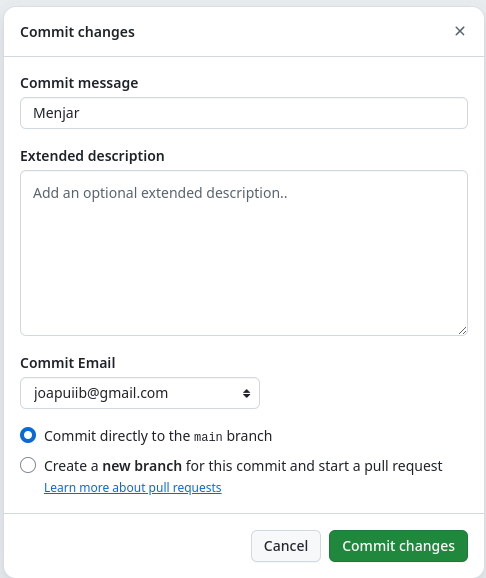 Commit changes
Commit message
Menjar
Extended description
Add an optional extended description..
Commit Email
joapuiib@gmail.com
Commit directly to the main branch
Create a new branch for this commit and start a pull request
Learn more about pull requests
Cancel
Commit changes